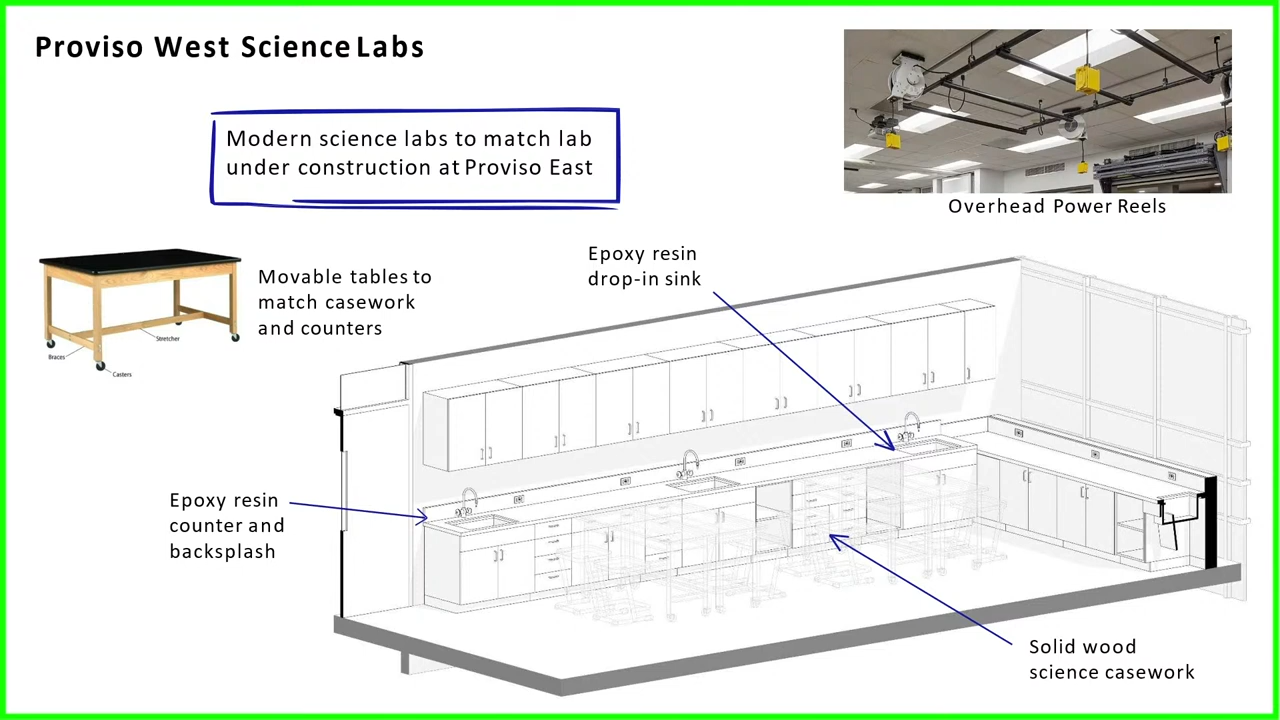 Proviso West Science Labs
Modern science labs to match lab
under construction at Proviso East
Overhead Power Reels
Epoxy resin
drop-in sink
Movable tables to
match casework
and counters
Stretcher
Braces
Casters
Epoxy resin
counter and
backsplash
Solid wood
science casework